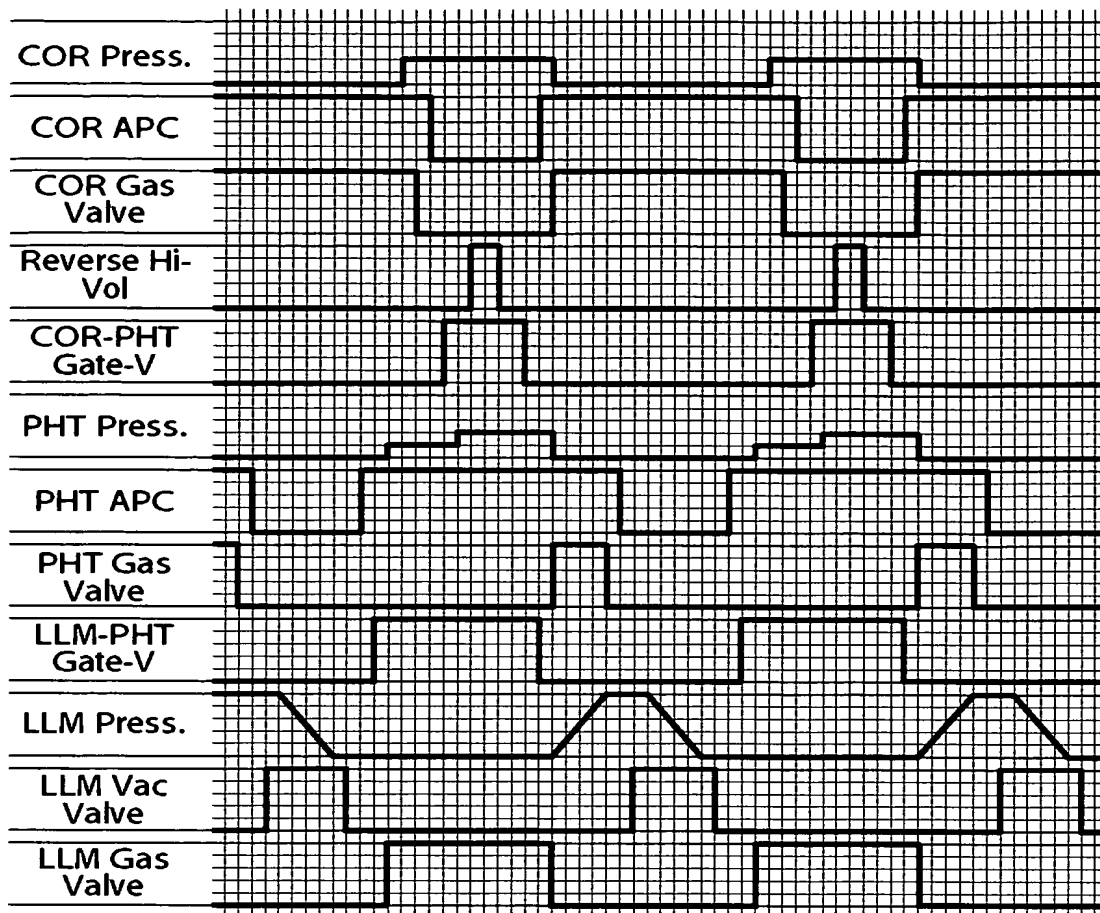 COR Press.
COR APC
COR Gas
Valve
Reverse Hi-
Vol
COR-PHT
Gate-V
PHT Press.
PHT APC
PHT Gas
Valve
LLM-PHT
Gate-V
LLM Press.
LLM Vac
Valve
LLM Gas
Valve